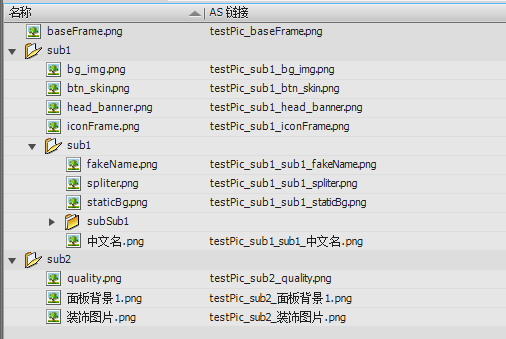 名称 AS 链接
baseFrame.png testPic_baseFrame.png
sub1
bg_img.png testPic_sub1_bg_img.png
btn_skin.png testPic_sub1_btn_skin.png
head_banner.png testPic_sub1_head_banner.png
iconFrame.png testPic_sub1_iconFrame.png
sub1
fakeName.png testPic_sub1_sub1_fakeName.png
spliter.png testPic_sub1_sub1_spliter.png
staticBg.png testPic_sub1_sub1_staticBg.png
subSub1
中文名.png testPic_sub1_sub1_中文名.png
sub2
quality.png testPic_sub2_quality.png
面板背景1.png testPic_sub2_面板背景1.png
装饰图片.png testPic_sub2_装饰图片.png